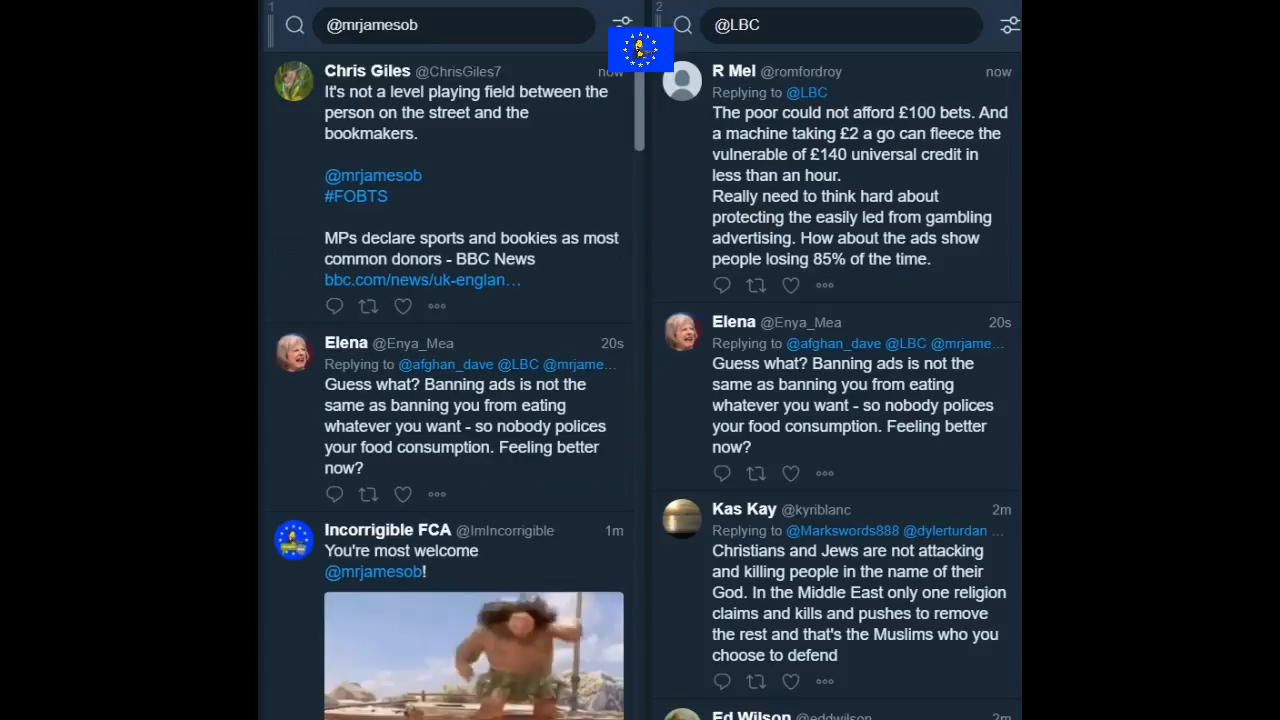 1
@mrjamesob
Chris Giles @ChrisGiles7 now
It's not a level playing field between the
person on the street and the
bookmakers.
@mrjamesob
#FOBTS
MPs declare sports and bookies as most
common donors - BBC News
bbc.com/news/uk-englan…
Elena @Enya_Mea 20s
Replying to @afghan_dave @LBC @mrjame…
Guess what? Banning ads is not the
same as banning you from eating
whatever you want - so nobody polices
your food consumption. Feeling better
now?
Incorrigible FCA @ImIncorrigible 1m
You're most welcome
@mrjamesob!
2
@LBC
R Mel @romfordroy now
Replying to @LBC
The poor could not afford £100 bets. And
a machine taking £2 a go can fleece the
vulnerable of £140 universal credit in
less than an hour.
Really need to think hard about
protecting the easily led from gambling
advertising. How about the ads show
people losing 85% of the time.
Elena @Enya_Mea 20s
Replying to @afghan_dave @LBC @mrjame…
Guess what? Banning ads is not the
same as banning you from eating
whatever you want - so nobody polices
your food consumption. Feeling better
now?
Kas Kay @kyriblanc 2m
Replying to @Markswords888 @dylerturdan …
Christians and Jews are not attacking
and killing people in the name of their
God. In the Middle East only one religion
claims and kills and pushes to remove
the rest and that's the Muslims who you
choose to defend
Ed Wilson @eddwilson 2m